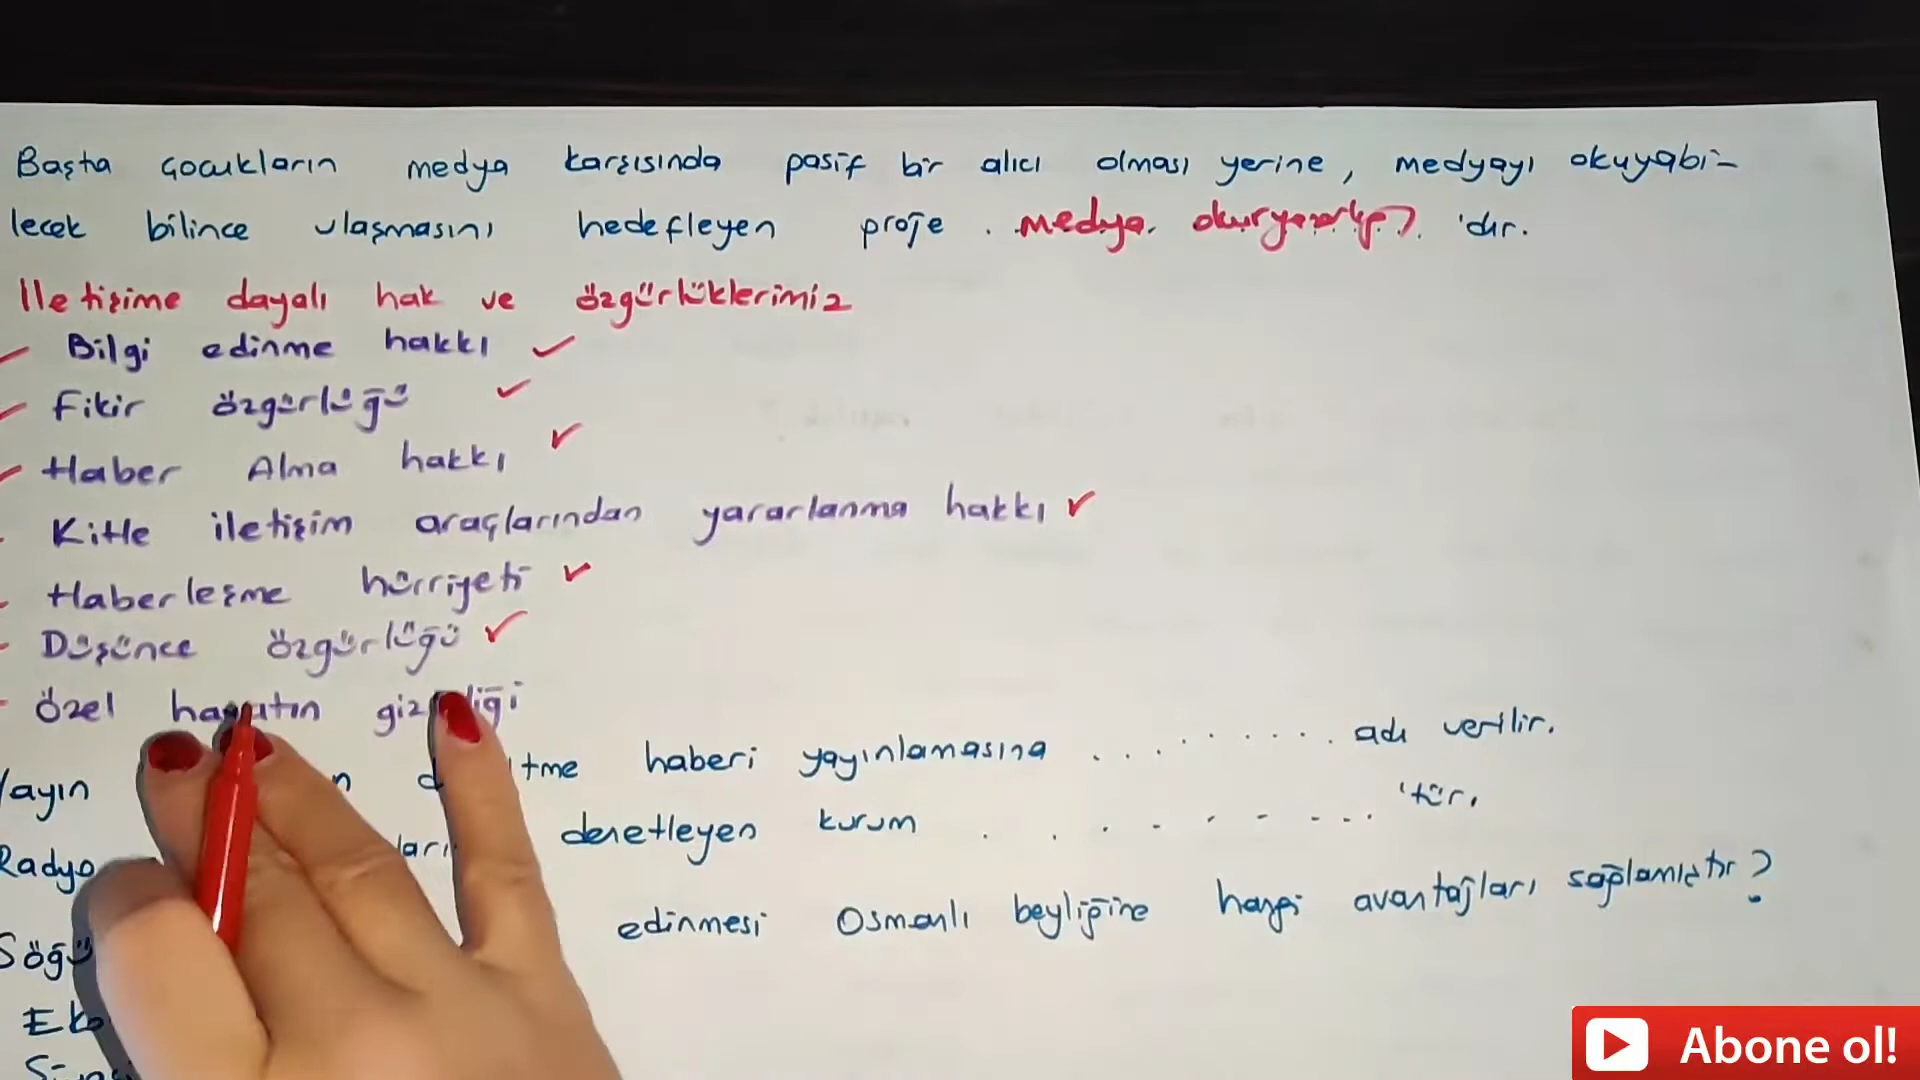 Başta çocukların medya karşısında pasif bir alıcı olması yerine, medyayı okuyabi-
lecek bilince ulaşmasını hedefleyen proje . medya okuryazarlığı 'dır.
İletişime dayalı hak ve özgürlüklerimiz
Bilgi edinme hakkı
Fikir özgürlüğü
Haber Alma hakkı
Kitle iletişim araçlarından yararlanma hakkı
Haberleşme hürriyeti
Düşünce özgürlüğü
Özel hayatın gizliliği
Yayın haberi yayınlamasına ......... adı verilir.
Radyo denetleyen kurum ........ 'tür.
edinmesi Osmanlı beyliğine hangi avantajları sağlamıştır?
Abone ol!